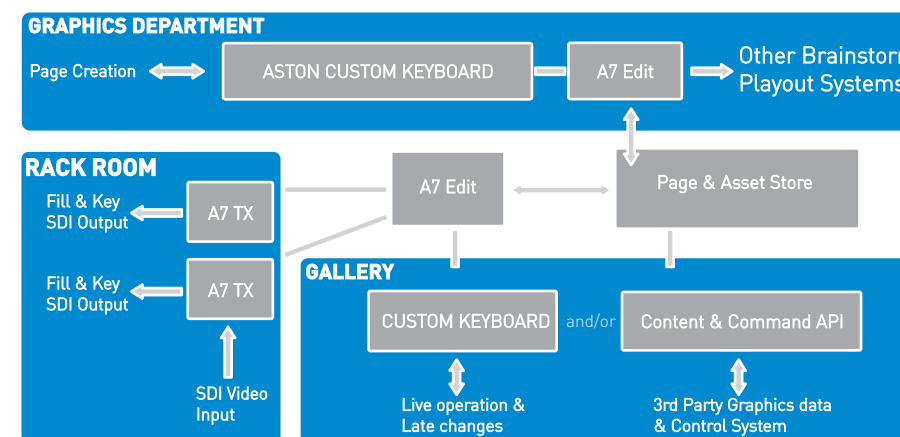 GRAPHICS DEPARTMENT
Page Creation
ASTON CUSTOM KEYBOARD
A7 Edit
Other Brainstorm
Playout Systems
RACK ROOM
Fill & Key
SDI Output
A7 TX
Fill & Key
SDI Output
A7 TX
SDI Video
Input
A7 Edit
Page & Asset Store
GALLERY
CUSTOM KEYBOARD
and/or
Content & Command API
Live operation &
Late changes
3rd Party Graphics data
& Control System